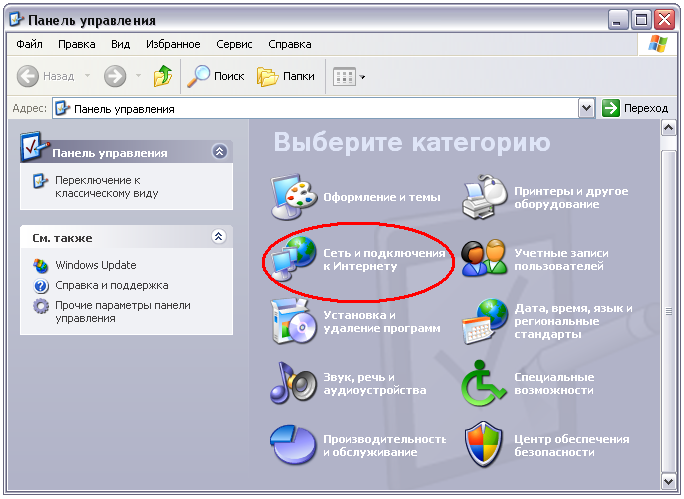 Панель управления
Файл Правка Вид Избранное Сервис Справка
Назад Поиск Папки
Адрес: Панель управления Переход
Панель управления
Переключение к
классическому виду
См. также
Windows Update
Справка и поддержка
Прочие параметры панели
управления
Выберите категорию
Оформление и темы
Принтеры и другое
оборудование
Сеть и подключения
к Интернету
Учетные записи
пользователей
Установка и
удаление программ
Дата, время, язык и
региональные
стандарты
Звук, речь и
аудиоустройства
Специальные
возможности
Производительность
и обслуживание
Центр обеспечения
безопасности